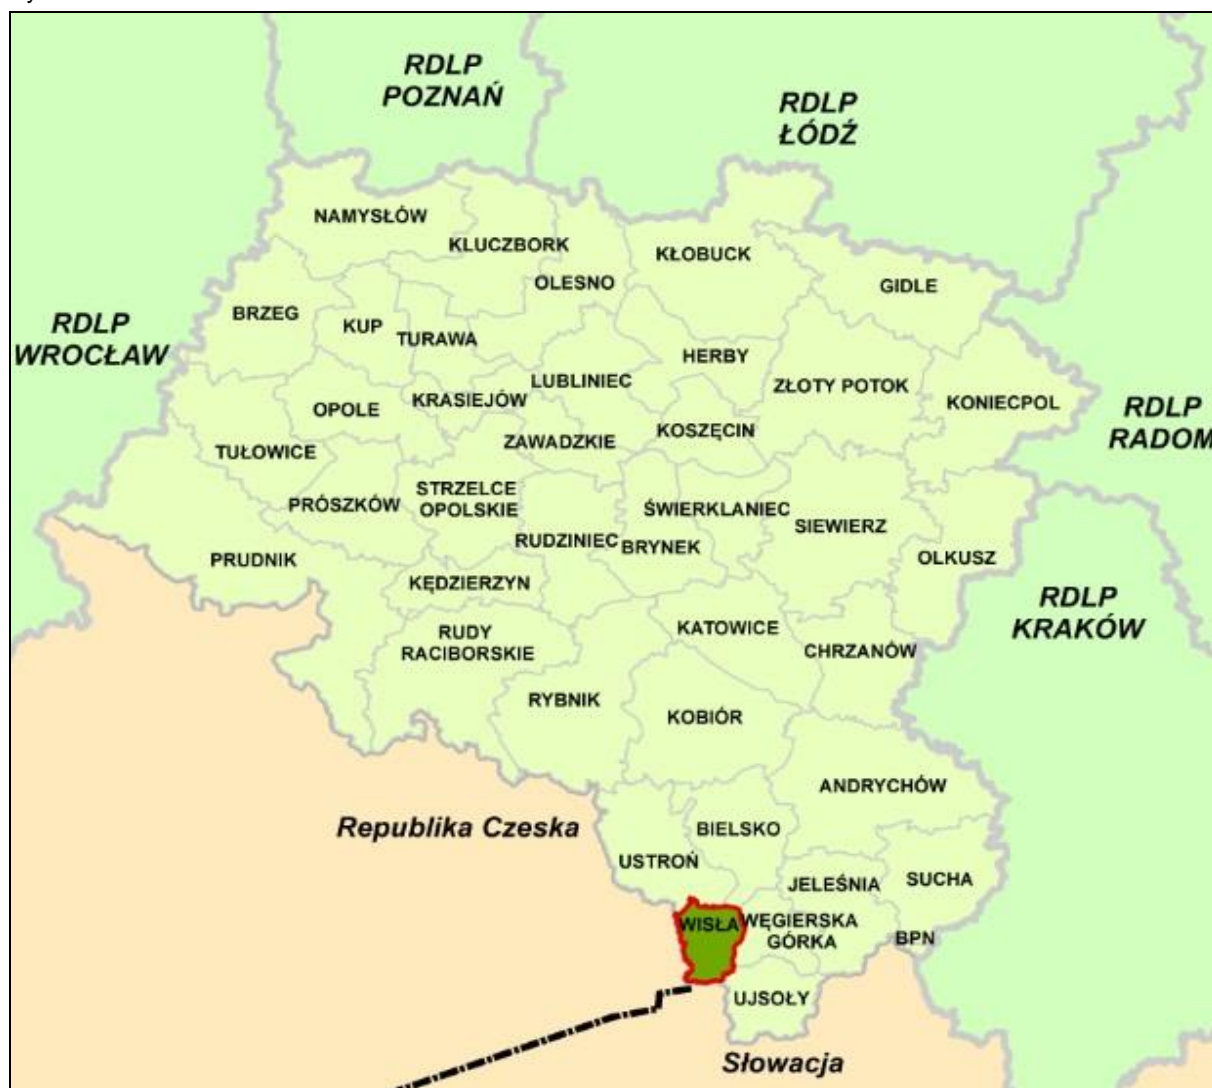 RDLP
POZNAŃ
RDLP
ŁÓDŹ
NAMYSŁÓW
KLUCZBORK
KŁOBUCK
OLESNO
GIDLE
BRZEG
KUP
TURAWA
RDLP
WROCŁAW
HERBY
LUBLINIEC
ZŁOTY POTOK
KRASIEJÓW
KONIECPOL
OPOLE
RDLP
RADOM
KOSZĘCIN
ZAWADZKIE
TUŁOWICE
STRZELCE
OPOLSKIE
PRÓSZKÓW
ŚWIERKLANIEC
SIEWIERZ
RUDZINIEC
BRYNEK
OLKUSZ
PRUDNIK
KĘDZIERZYN
RDLP
KRAKÓW
KATOWICE
RUDY
RACIBORSKIE
CHRZANÓW
RYBNIK
KOBIÓR
ANDRYCHÓW
Republika Czeska
BIELSKO
USTROŃ
JELEŚNIA
SUCHA
WISŁA
WĘGIERSKA
GÓRKA
BPN
UJSOŁY
Słowacja